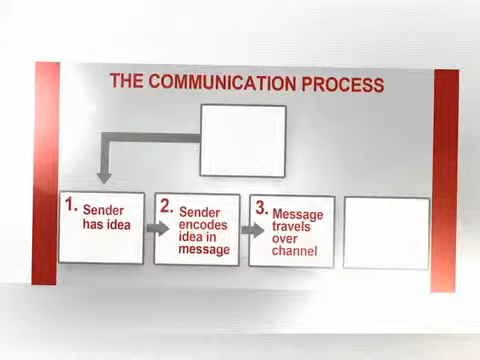 THE COMMUNICATION PROCESS
1. Sender
has idea
2. Sender
encodes
idea in
message
3. Message
travels
over
channel